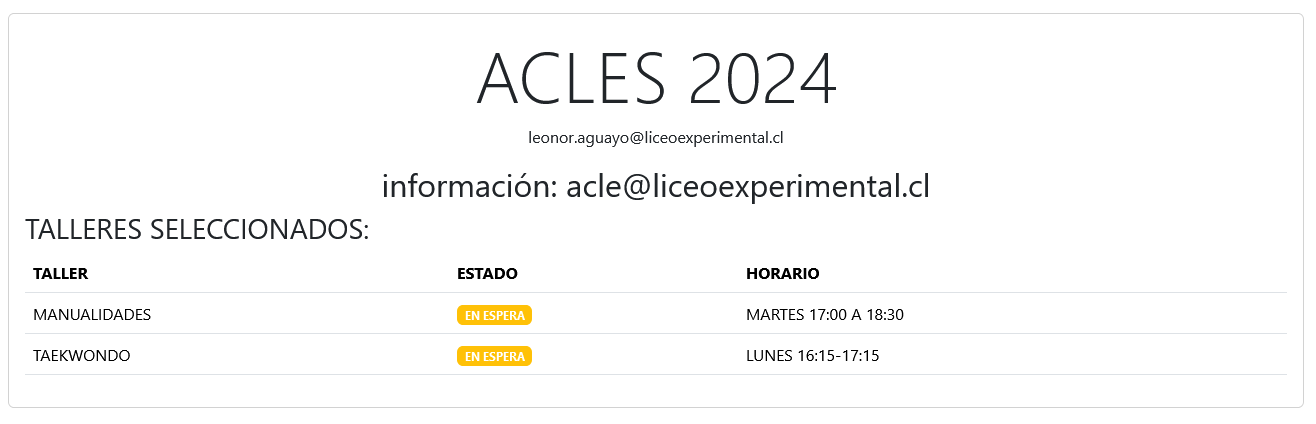 ACLES 2024
leonor.aguayo@liceoexperimental.cl
información: acle@liceoexperimental.cl
TALLERES SELECCIONADOS:
TALLER ESTADO HORARIO
MANUALIDADES EN ESPERA MARTES 17:00 A 18:30
TAEKWONDO EN ESPERA LUNES 16:15-17:15